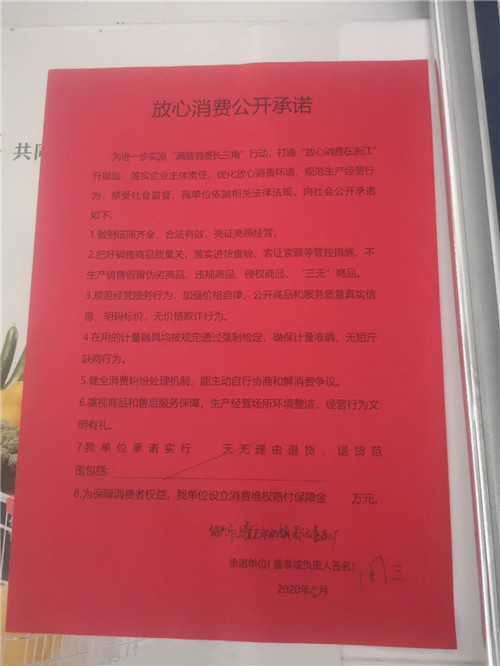 放心消费公开承诺
共同
为进一步实施“满意消费长三角”行动，打造“放心消费在浙江”
升级版，落实企业主体责任，优化放心消费环境，规范生产经营行
为，接受社会监督，我单位依据相关法律法规，向社会公开承诺
如下：
1.做到证照齐全、合法有效，亮证亮照经营。
2.把好销售商品质量关，落实进货查验、索证索票等管控措施，不
生产销售假冒伪劣商品、违规商品、侵权商品、“三无”商品。
3.规范经营服务行为，加强价格自律，公开商品和服务质量真实信
息，明码标价，无价格欺诈行为。
4.在用的计量器具均按规定通过强制检定，确保计量准确，无短斤
缺两行为。
5.健全消费纠纷处理机制，能主动自行协商和解消费争议。
6.重视商品和售后服务保障，生产经营场所环境整洁，经营行为文
明有礼。
7我单位承诺实行 天无理由退货，退货范
围包括:
8.为保障消费者权益，我单位设立消费维权赔付保障金 万元。
承诺单位(盖章或负责人签名)
2020年5月